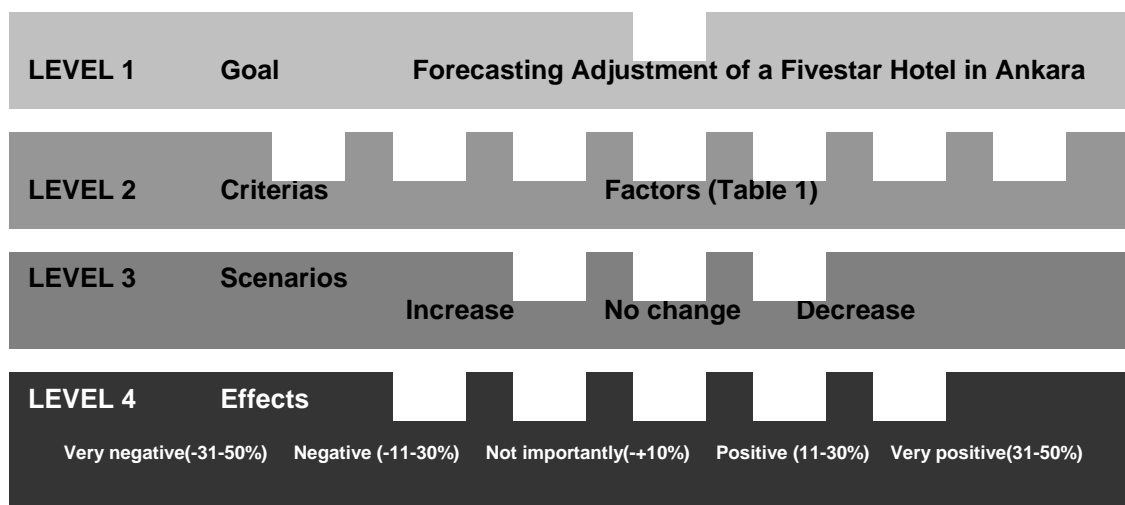 LEVEL 1 Goal Forecasting Adjustment of a Fivestar Hotel in Ankara
LEVEL 2 Criterias Factors (Table 1)
LEVEL 3 Scenarios
Increase No change Decrease
LEVEL 4 Effects
Very negative(-31-50%) Negative (-11-30%) Not importantly(-+10%) Positive (11-30%) Very positive(31-50%)